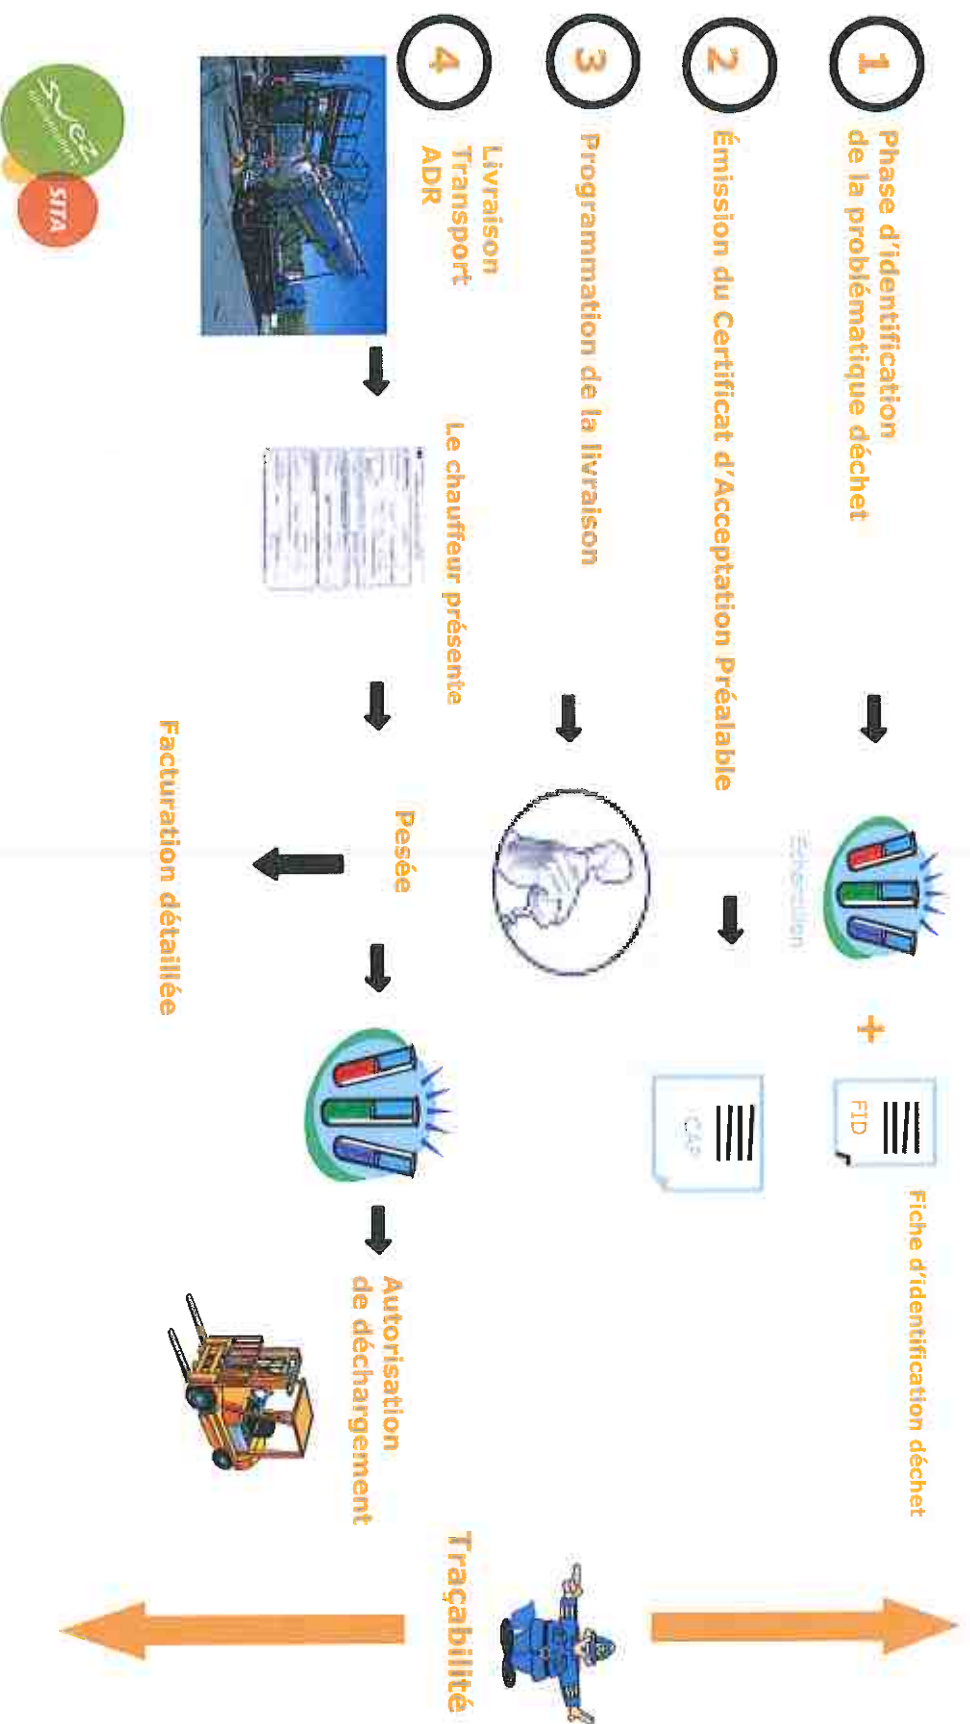 1
Phase d'identification
de la problématique déchet
Échantillon
+
FID
Fiche d'identification déchet
2
Émission du Certificat d'Acceptation Préalable
CAP
3
Programmation de la livraison
4
Livraison
Transport
ADR
Le chauffeur présente
Pesée
Facturation détaillée
Autorisation
de déchargement
Traçabilité
SUEZ
SITA